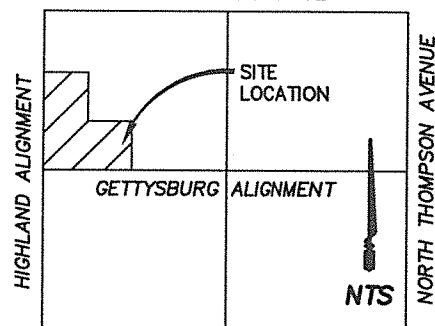 SITE
LOCATION
HIGHLAND ALIGNMENT
GETTYSBURG ALIGNMENT
NORTH THOMPSON AVENUE
NTS